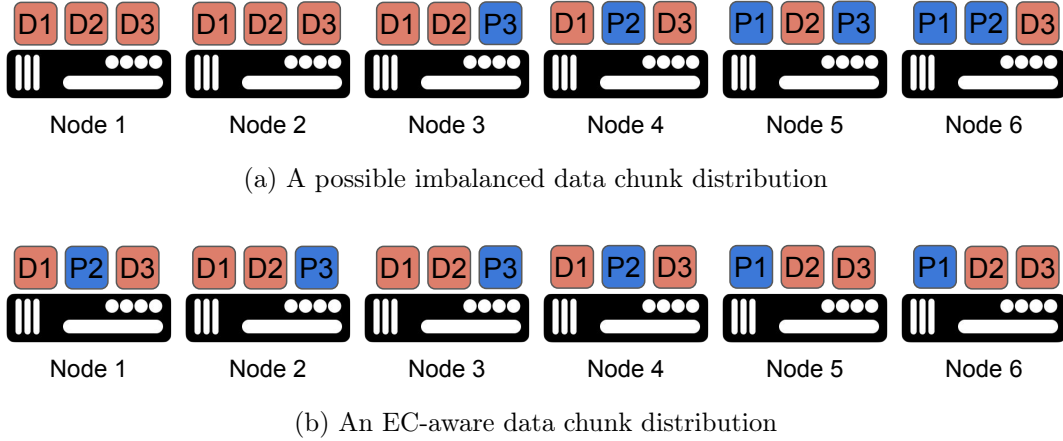 D1 D2 D3 D1 D2 D3 D1 D2 P3 D1 P2 D3 P1 D2 P3 P1 P2 D3
Node 1 Node 2 Node 3 Node 4 Node 5 Node 6
(a) A possible imbalanced data chunk distribution
D1 P2 D3 D1 D2 P3 D1 D2 P3 D1 P2 D3 P1 D2 D3 P1 D2 D3
Node 1 Node 2 Node 3 Node 4 Node 5 Node 6
(b) An EC-aware data chunk distribution